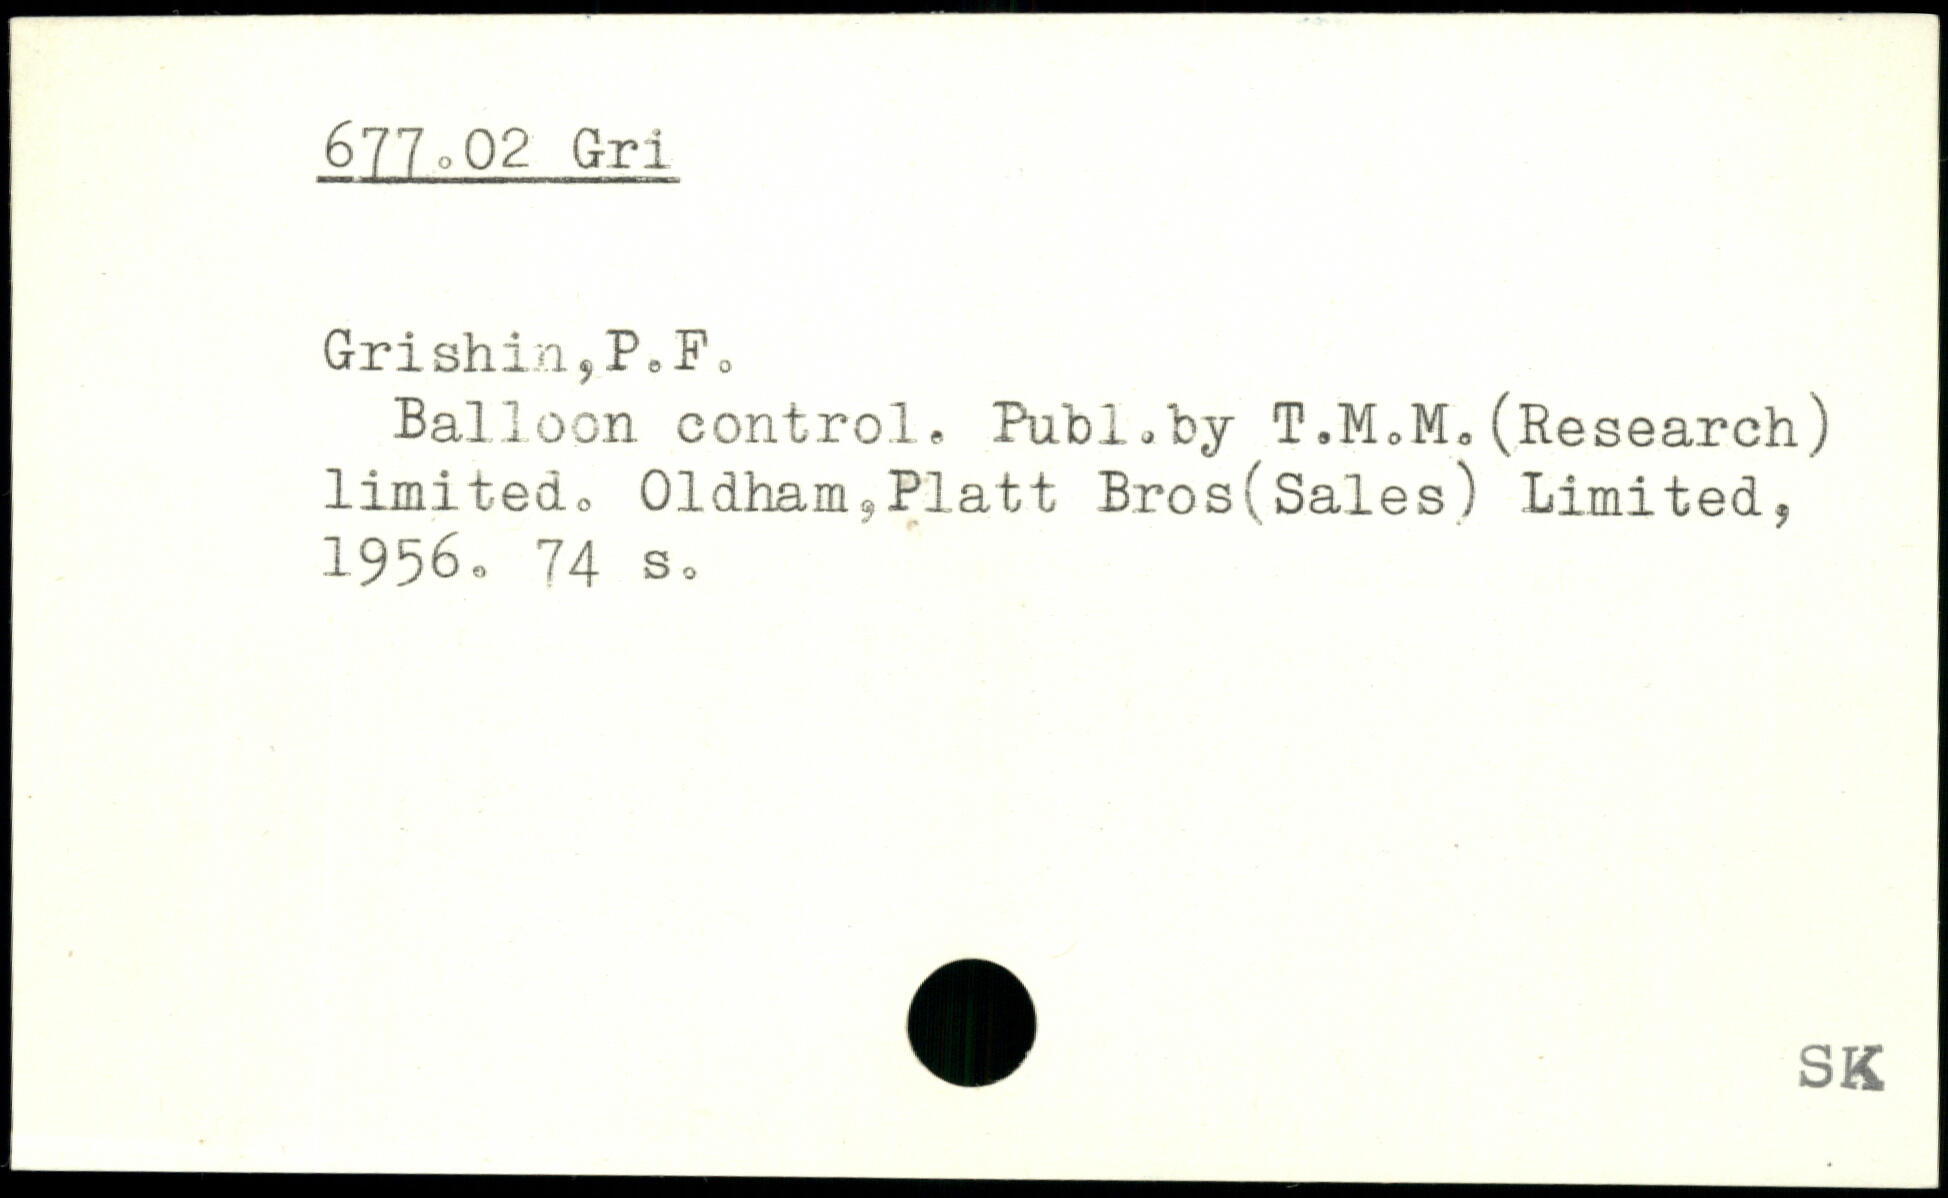 677.02 Gri
Grishin,P.F.
Balloon control. Publ.by T.M.M.(Research)
limited. Oldham,Platt Bros(Sales) Limited,
1956. 74 s.
SK